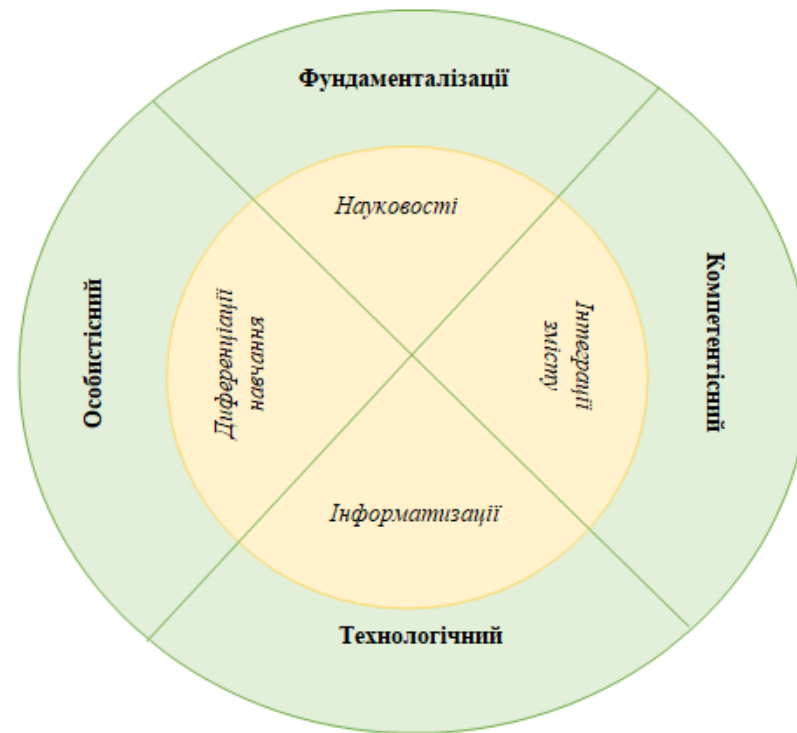 Фундаменталізації
Науковості
Особистісний
Диференціації
навчання
Інтеграції
змісту
Компетентісний
Інформатизації
Технологічний